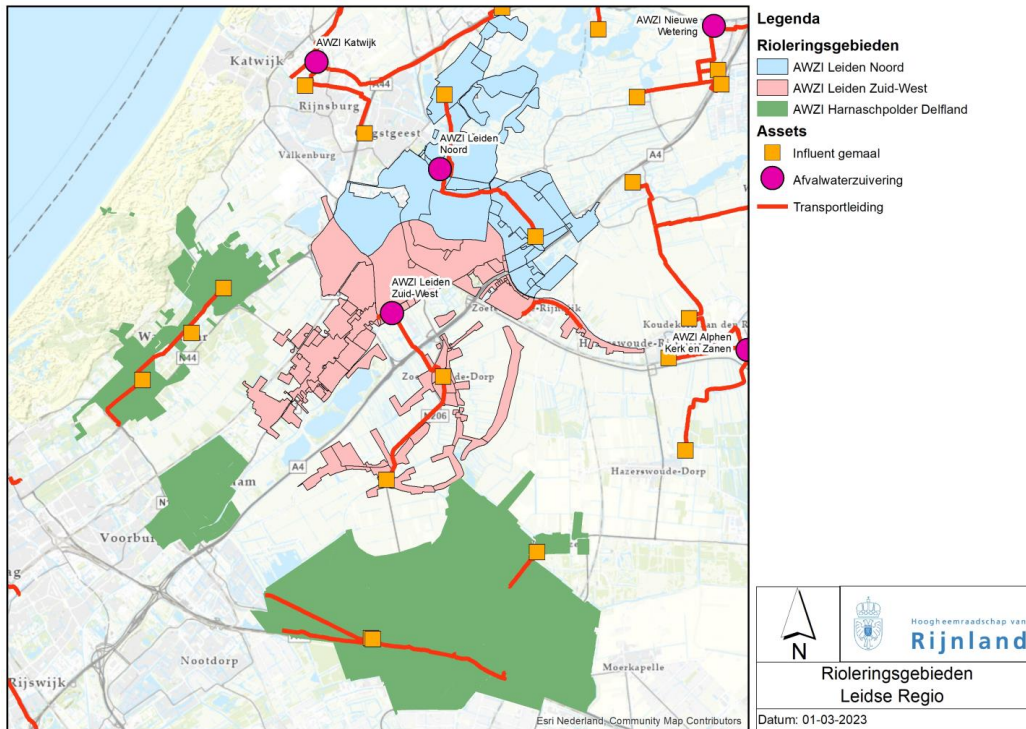 AWZI Nieuwe
Wetering
AWZI Katwijk
Katwijk
A44
Rijnsburg
Valkenburg
AWZI Leiden
Noord
A4
AWZI Leiden
Zuid-West
AWZI Alphen
Kerk en Zanen
N44
N206
A4
Hazerswoude-Dorp
Voorburg
Nootdorp
Rijswijk
Moerkapelle
Esri Nederland, Community Map Contributors
Legenda
Rioleringsgebieden
AWZI Leiden Noord
AWZI Leiden Zuid-West
AWZI Harnaschpolder Delfland
Assets
Influent gemaal
Afvalwaterzuivering
Transportleiding
N
Hoogheemraadschap van
Rijnland
Rioleringsgebieden
Leidse Regio
Datum: 01-03-2023